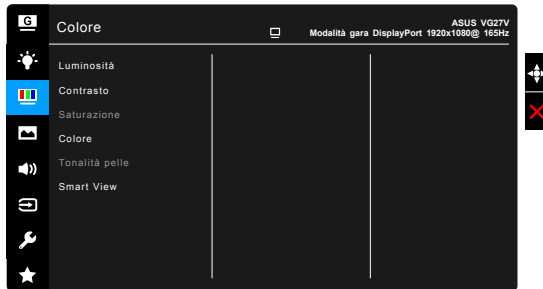 G
Colore
ASUS VG27V
Modalità gara DisplayPort 1920x1080@ 165Hz
Luminosità
Contrasto
Saturazione
Colore
Tonalità pelle
Smart View